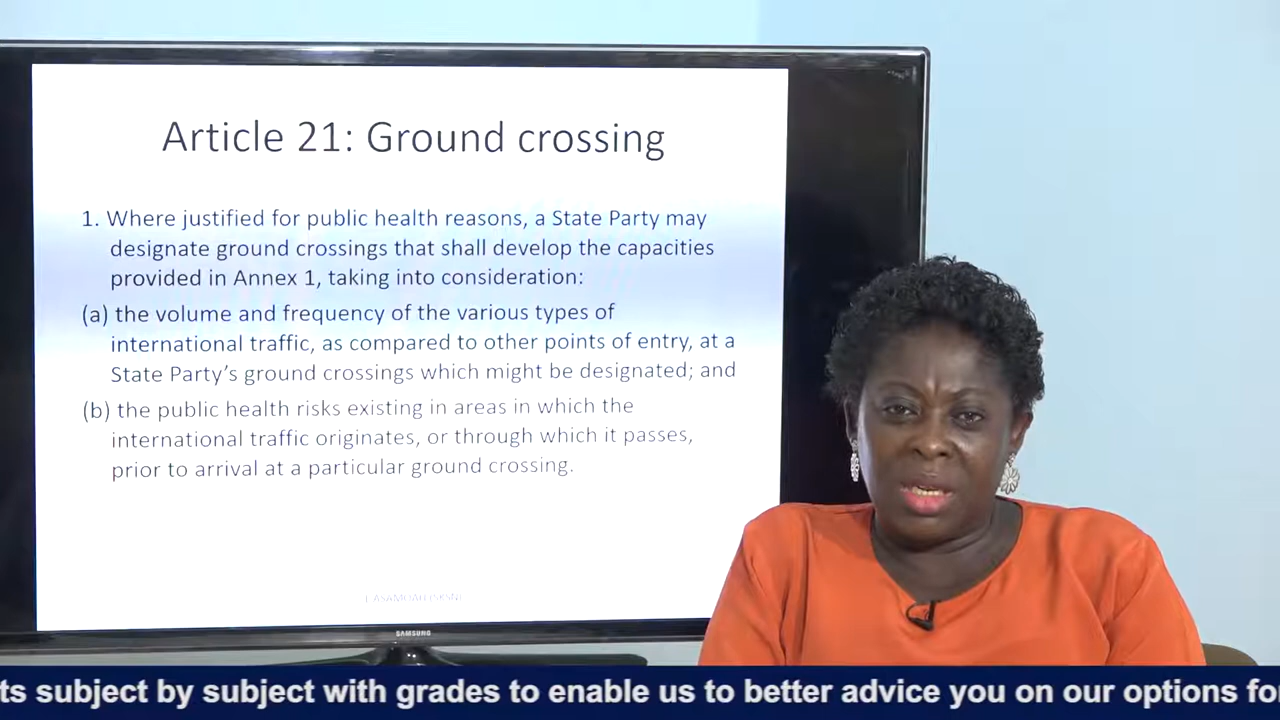 Article 21: Ground crossing
1. Where justified for public health reasons, a State Party may
designate ground crossings that shall develop the capacities
provided in Annex 1, taking into consideration:
(a) the volume and frequency of the various types of
international traffic, as compared to other points of entry, at a
State Party's ground crossings which might be designated; and
(b) the public health risks existing in areas in which the
international traffic originates, or through which it passes,
prior to arrival at a particular ground crossing.
SAMSUNG
ts subject by subject with grades to enable us to better advice you on our options fo